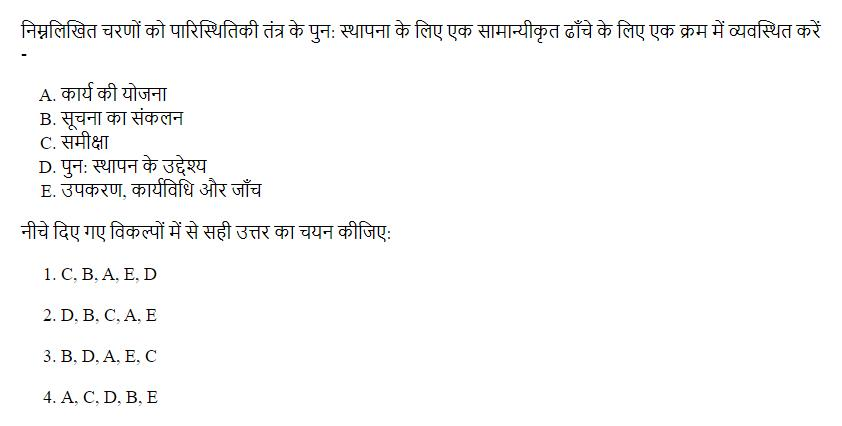 निम्नलिखित चरणों को पारिस्थितिकी तंत्र के पुन: स्थापना के लिए एक सामान्यीकृत ढाँचे के लिए एक क्रम में व्यवस्थित करें
-
A. कार्य की योजना
B. सूचना का संकलन
C. समीक्षा
D. पुन: स्थापन के उद्देश्य
E. उपकरण, कार्यविधि और जाँच
नीचे दिए गए विकल्पों में से सही उत्तर का चयन कीजिए:
1. C, B, A, E, D
2. D, B, C, A, E
3. B, D, A, E, C
4. A, C, D, B, E